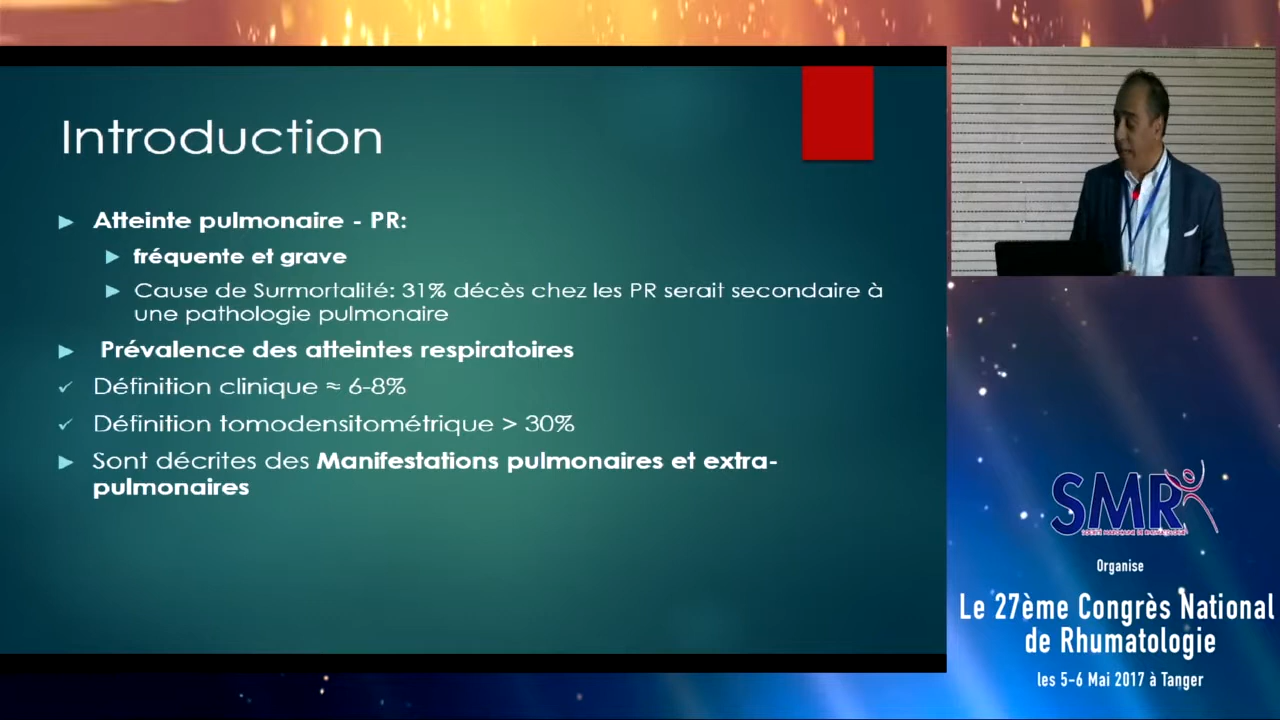 Introduction
Atteinte pulmonaire - PR:
fréquente et grave
Cause de Surmortalité: 31% décès chez les PR serait secondaire à
une pathologie pulmonaire
Prévalence des atteintes respiratoires
Définition clinique ≈ 6-8%
Définition tomodensitométrique > 30%
Sont décrites des Manifestations pulmonaires et extra-
pulmonaires
SMR
Organise
Le 27ème Congrès National
de Rhumatologie
les 5-6 Mai 2017 à Tanger